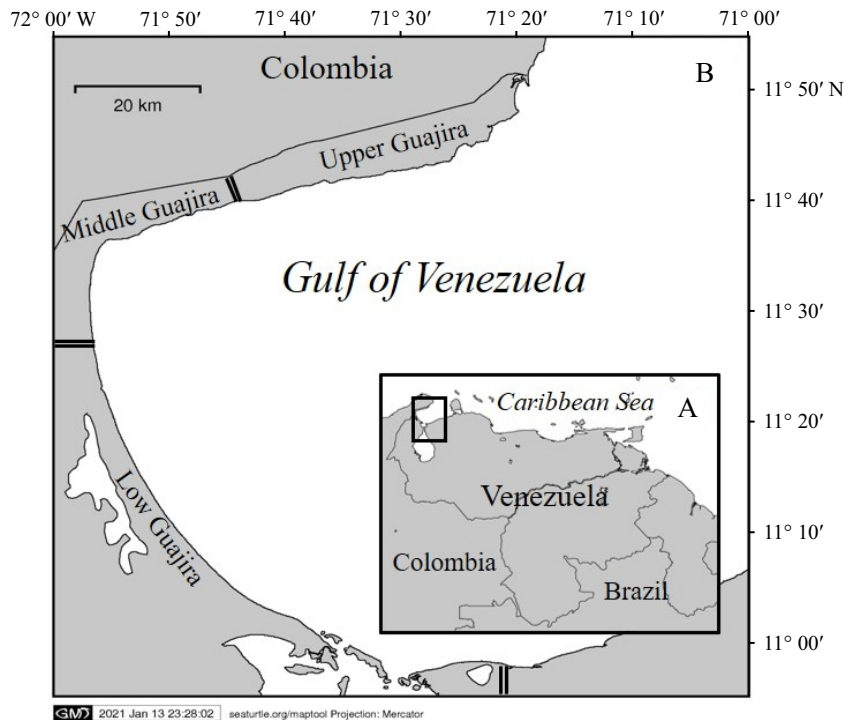 72° 00′ W 71° 50′ 71° 40′ 71° 30′ 71° 20′ 71° 10′ 71° 00′
Colombia
B
20 km
11° 50′ N
Upper Guajira
11° 40′
Middle Guajira
Gulf of Venezuela
11° 30′
Caribbean Sea
A
11° 20′
Low Guajira
Venezuela
11° 10′
Colombia
Brazil
11° 00′
GMD 2021 Jan 13 23:28:02 seaturtle.org/maptool Projection: Mercator